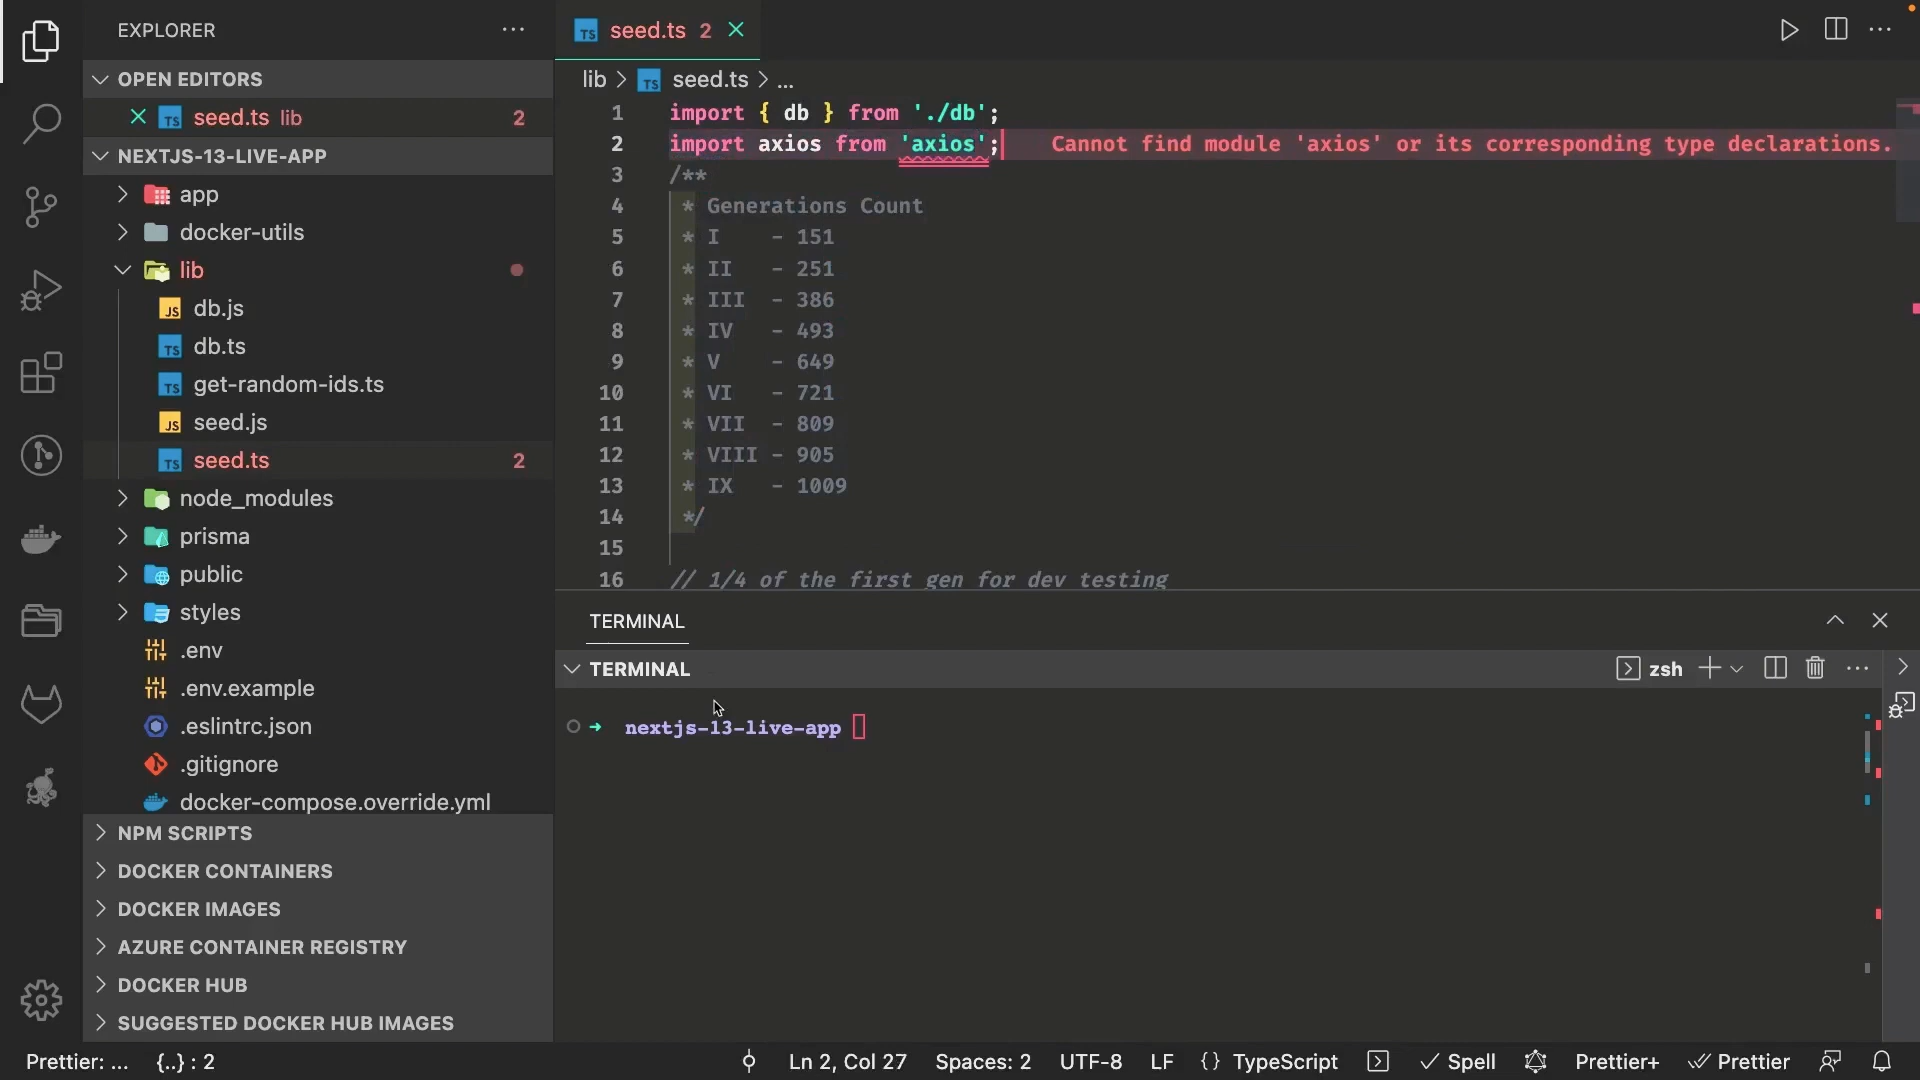 EXPLORER
OPEN EDITORS
seed.ts lib 2
NEXTJS-13-LIVE-APP
app
docker-utils
lib
db.js
db.ts
get-random-ids.ts
seed.js
seed.ts 2
node_modules
prisma
public
styles
.env
.env.example
.eslintrc.json
.gitignore
docker-compose.override.yml
NPM SCRIPTS
DOCKER CONTAINERS
DOCKER IMAGES
AZURE CONTAINER REGISTRY
DOCKER HUB
SUGGESTED DOCKER HUB IMAGES
seed.ts 2
lib > seed.ts > ...
1 import { db } from './db';
2 import axios from 'axios'; Cannot find module 'axios' or its corresponding type declarations.
3 /**
4 * Generations Count
5 * I - 151
6 * II - 251
7 * III - 386
8 * IV - 493
9 * V - 649
10 * VI - 721
11 * VII - 809
12 * VIII - 905
13 * IX - 1009
14 */
15
16 // 1/4 of the first gen for dev testing
TERMINAL
TERMINAL
zsh
nextjs-13-live-app
Prettier: ... {..} : 2 Ln 2, Col 27 Spaces: 2 UTF-8 LF {} TypeScript Spell Prettier+ Prettier